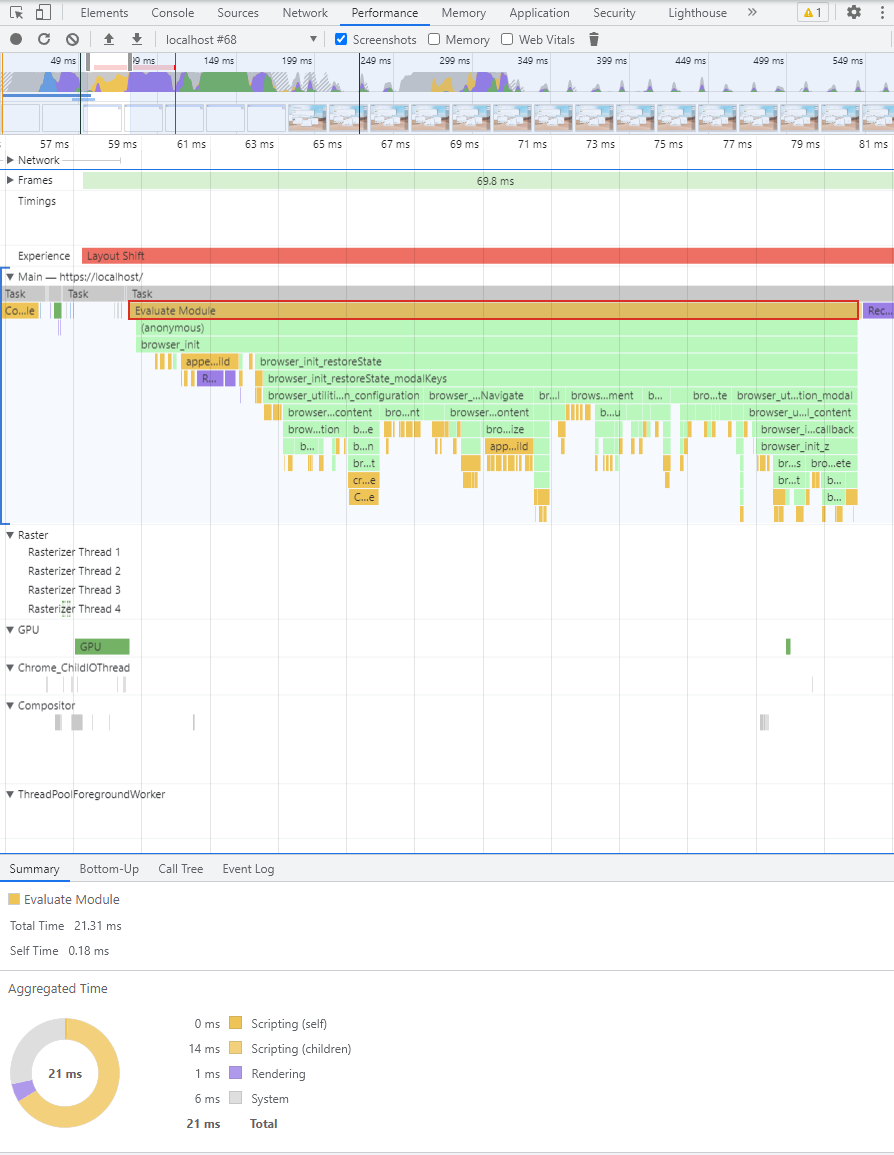 Elements Console Sources Network Performance Memory Application Security Lighthouse » 1
localhost #68 Screenshots Memory Web Vitals
49 ms 99 ms 149 ms 199 ms 249 ms 299 ms 349 ms 399 ms 449 ms 499 ms 549 ms
57 ms 59 ms 61 ms 63 ms 65 ms 67 ms 69 ms 71 ms 73 ms 75 ms 77 ms 79 ms 81 ms
Network
Frames 69.8 ms
Timings
Experience Layout Shift
Main — https://localhost/
Task Task Task
Co...le Evaluate Module Rec...
(anonymous)
browser_init
appe...ild browser_init_restoreState
R... browser_init_restoreState_modalKeys
browser_utiliti...n_configuration browser_...Navigate br...l brows...ment b... bro...te browser_ut...tion_modal
browser...content bro...nt browser...ontent b...u browser_u...l_content
brow...tion b...e bro...ize browser_i...callback
b... b...n app...ild browser_init_z
br...t br...s bro...ete
cr...e br...t b...
C...e b...
Raster
Rasterizer Thread 1
Rasterizer Thread 2
Rasterizer Thread 3
Rasterizer Thread 4
GPU
GPU
Chrome_ChildIOThread
Compositor
ThreadPoolForegroundWorker
Summary Bottom-Up Call Tree Event Log
Evaluate Module
Total Time 21.31 ms
Self Time 0.18 ms
Aggregated Time
0 ms Scripting (self)
14 ms Scripting (children)
21 ms 1 ms Rendering
6 ms System
21 ms Total